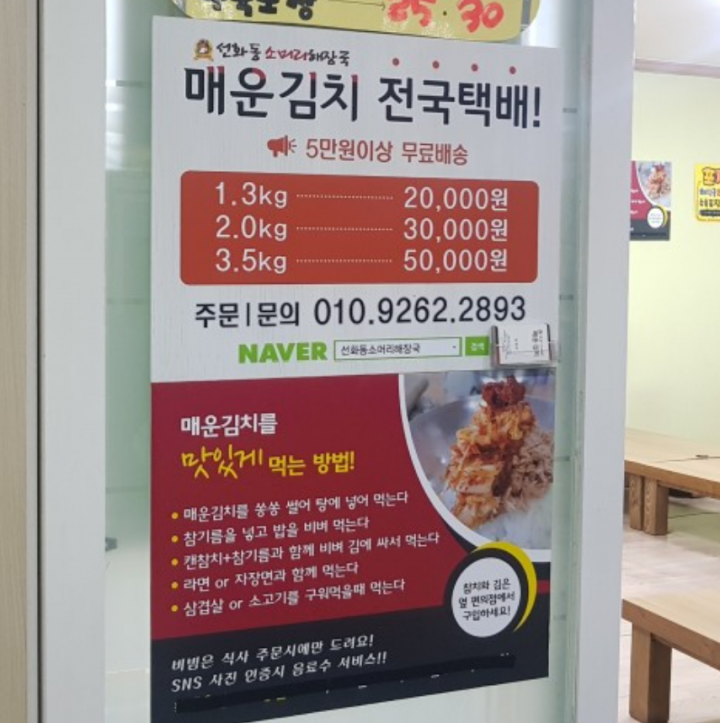 25.30
선화동소머리해장국
매운김치 전국택배!
5만원이상 무료배송
1.3kg 20,000원
2.0kg 30,000원
3.5kg 50,000원
주문|문의 010.9262.2893
NAVER 선화동소머리해장국 검색
매운김치를
맛있게 먹는 방법!
• 매운김치를 쏭쏭 썰어 탕에 넣어 먹는다
• 참기름을 넣고 밥을 비벼 먹는다
• 캔참치+참기름과 함께 비벼 김에 싸서 먹는다
• 라면 or 자장면과 함께 먹는다
• 삼겹살 or 소고기를 구워먹을때 먹는다
참치와 김은
옆 편의점에서
구입하세요!
비빔은 식사 주문시에만 드려요!
SNS 사진 인증시 음료수 서비스!!